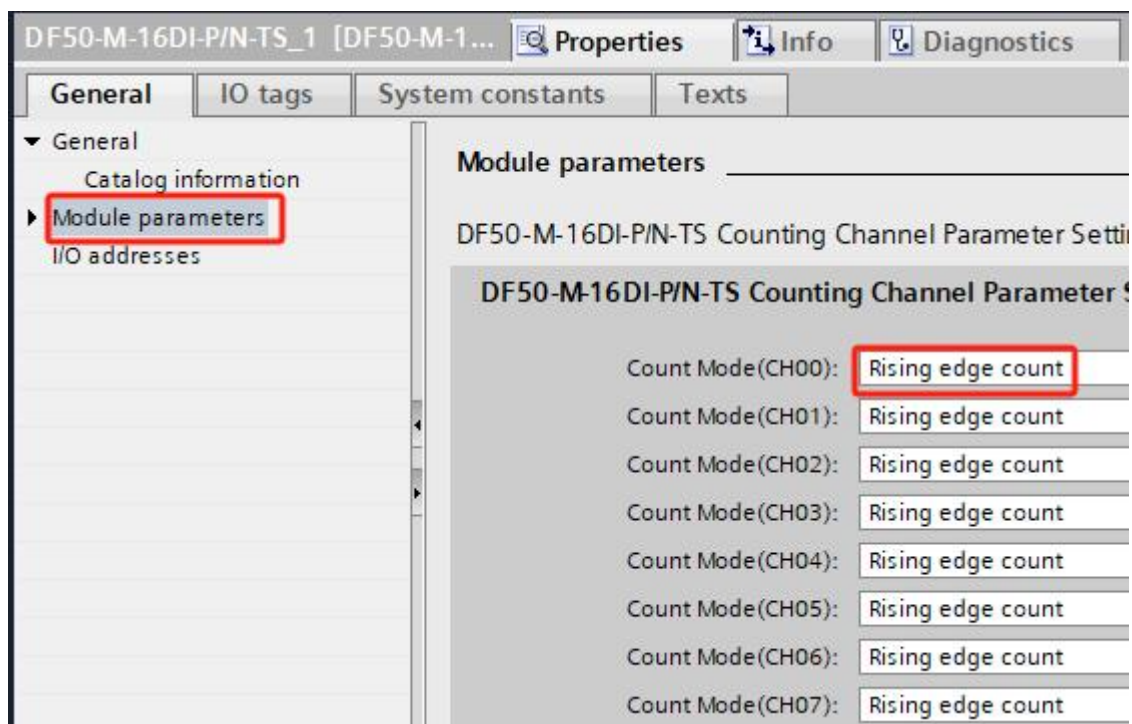 DF50-M-16DI-P/N-TS_1 [DF50-M-1... Properties Info Diagnostics
General IO tags System constants Texts
General
Catalog information
Module parameters
I/O addresses
Module parameters
DF50-M-16DI-P/N-TS Counting Channel Parameter Setti
DF50-M-16DI-P/N-TS Counting Channel Parameter S
Count Mode(CH00): Rising edge count
Count Mode(CH01): Rising edge count
Count Mode(CH02): Rising edge count
Count Mode(CH03): Rising edge count
Count Mode(CH04): Rising edge count
Count Mode(CH05): Rising edge count
Count Mode(CH06): Rising edge count
Count Mode(CH07): Rising edge count